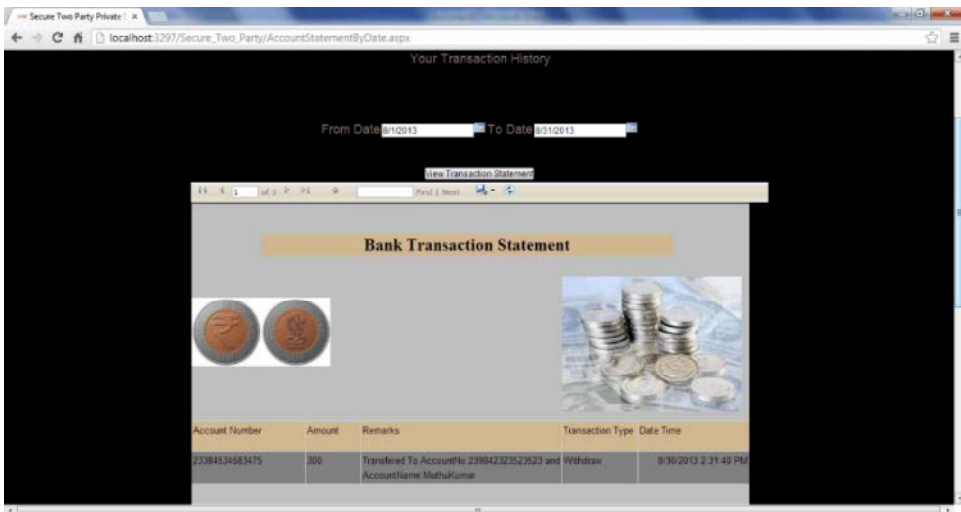 Secure Two Party Private
localhost:3297/Secure_Two_Party/AccountStatementByDate.aspx
Your Transaction History
From Date 8/1/2013 To Date 8/31/2013
View Transaction Statement
1 of 1 Find | Next
Bank Transaction Statement
Account Number Amount Remarks Transaction Type Date Time
23384534683475 300 Transfered To AccountNo 239842323523523 and Withdraw 8/30/2013 2:31:40 PM
AccountName MuthuKumar